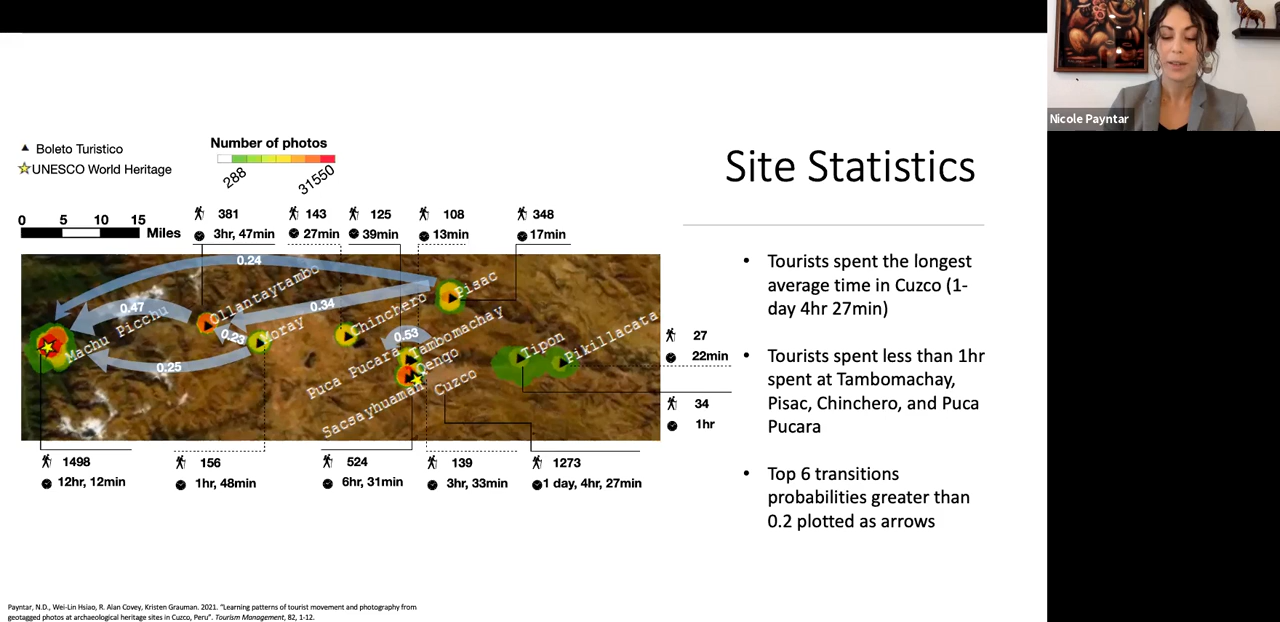 Nicole Payntar
Site Statistics
Boleto Turistico
UNESCO World Heritage
Number of photos
288
31550
0 5 10 15
Miles
381
3hr, 47min
143
27min
125
39min
108
13min
348
17min
0.24
0.47
0.34
0.23
0.25
0.53
Machu Picchu
Ollantaytambo
Moray
Chinchero
Pisac
Puca Pucara
Tambomachay
Qenqo
Sacsayhuaman
Cuzco
Tipon
Pikillacata
27
22min
34
1hr
1498
12hr, 12min
156
1hr, 48min
524
6hr, 31min
139
3hr, 33min
1273
1 day, 4hr, 27min
• Tourists spent the longest
average time in Cuzco (1-
day 4hr 27min)
• Tourists spent less than 1hr
spent at Tambomachay,
Pisac, Chinchero, and Puca
Pucara
• Top 6 transitions
probabilities greater than
0.2 plotted as arrows
Payntar, N.D., Wei-Lin Hsiao, R. Alan Covey, Kristen Grauman. 2021. "Learning patterns of tourist movement and photography from
geotagged photos at archaeological heritage sites in Cuzco, Peru". Tourism Management, 82, 1-12.